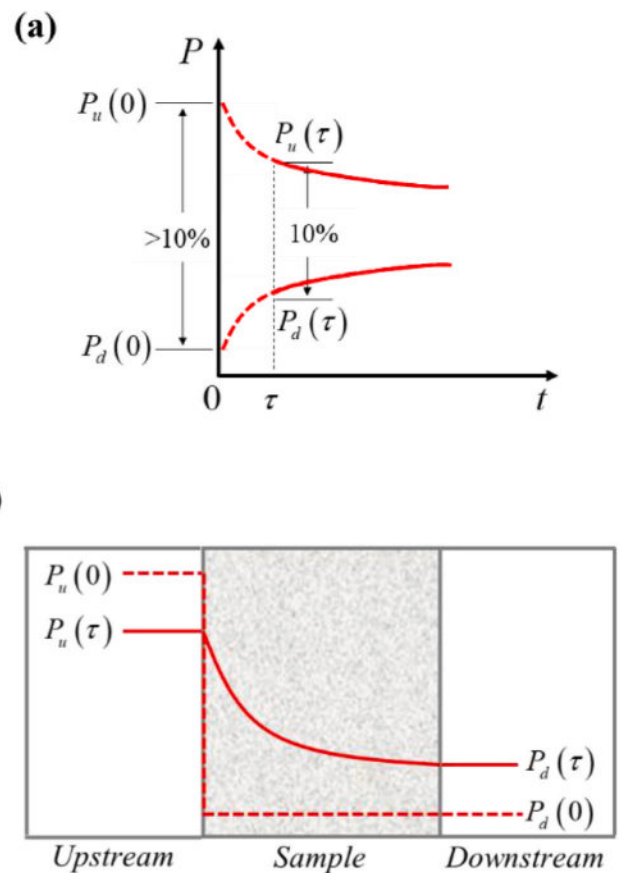 (a)
P
P_u(0)
P_u(τ)
>10%
10%
P_d(τ)
P_d(0)
0
τ
t
)
P_u(0)
P_u(τ)
P_d(τ)
P_d(0)
Upstream
Sample
Downstream